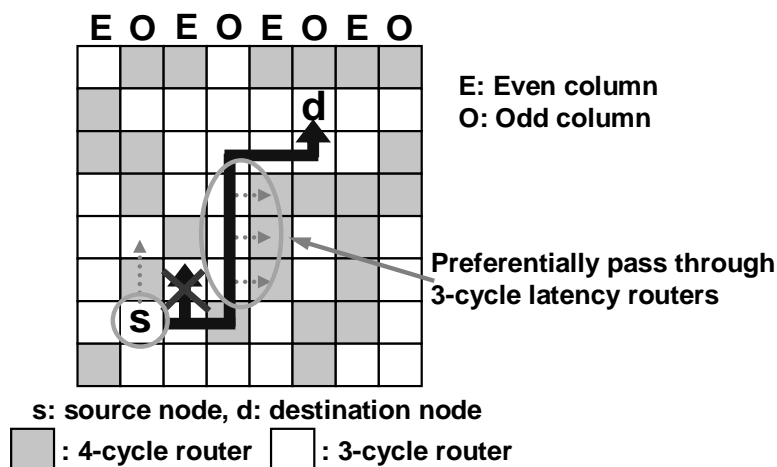 E O E O E O E O
E: Even column
O: Odd column
d
Preferentially pass through
3-cycle latency routers
s
s: source node, d: destination node
: 4-cycle router : 3-cycle router